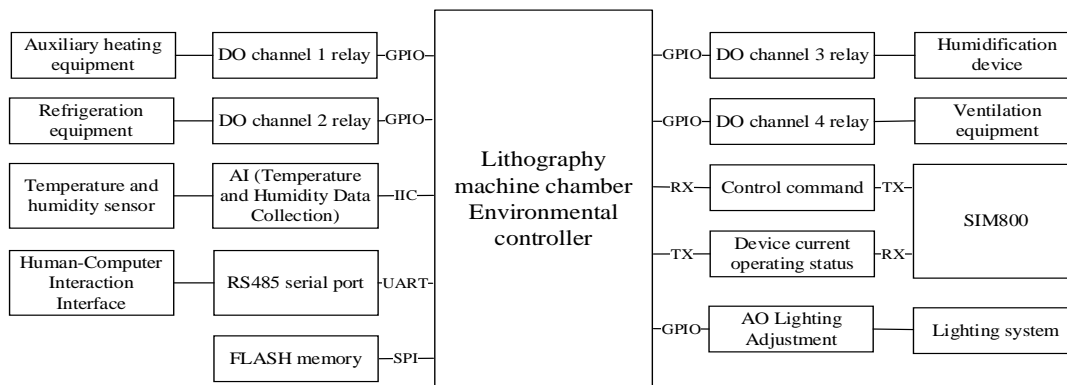 Auxiliary heating
equipment
DO channel 1 relay
GPIO
Refrigeration
equipment
DO channel 2 relay
GPIO
Temperature and
humidity sensor
AI (Temperature
and Humidity Data
Collection)
IIC
Human-Computer
Interaction
Interface
RS485 serial port
UART
FLASH memory
SPI
Lithography
machine chamber
Environmental
controller
GPIO
DO channel 3 relay
Humidification
device
GPIO
DO channel 4 relay
Ventilation
equipment
RX
Control command
TX
TX
Device current
operating status
RX
SIM800
GPIO
AO Lighting
Adjustment
Lighting system